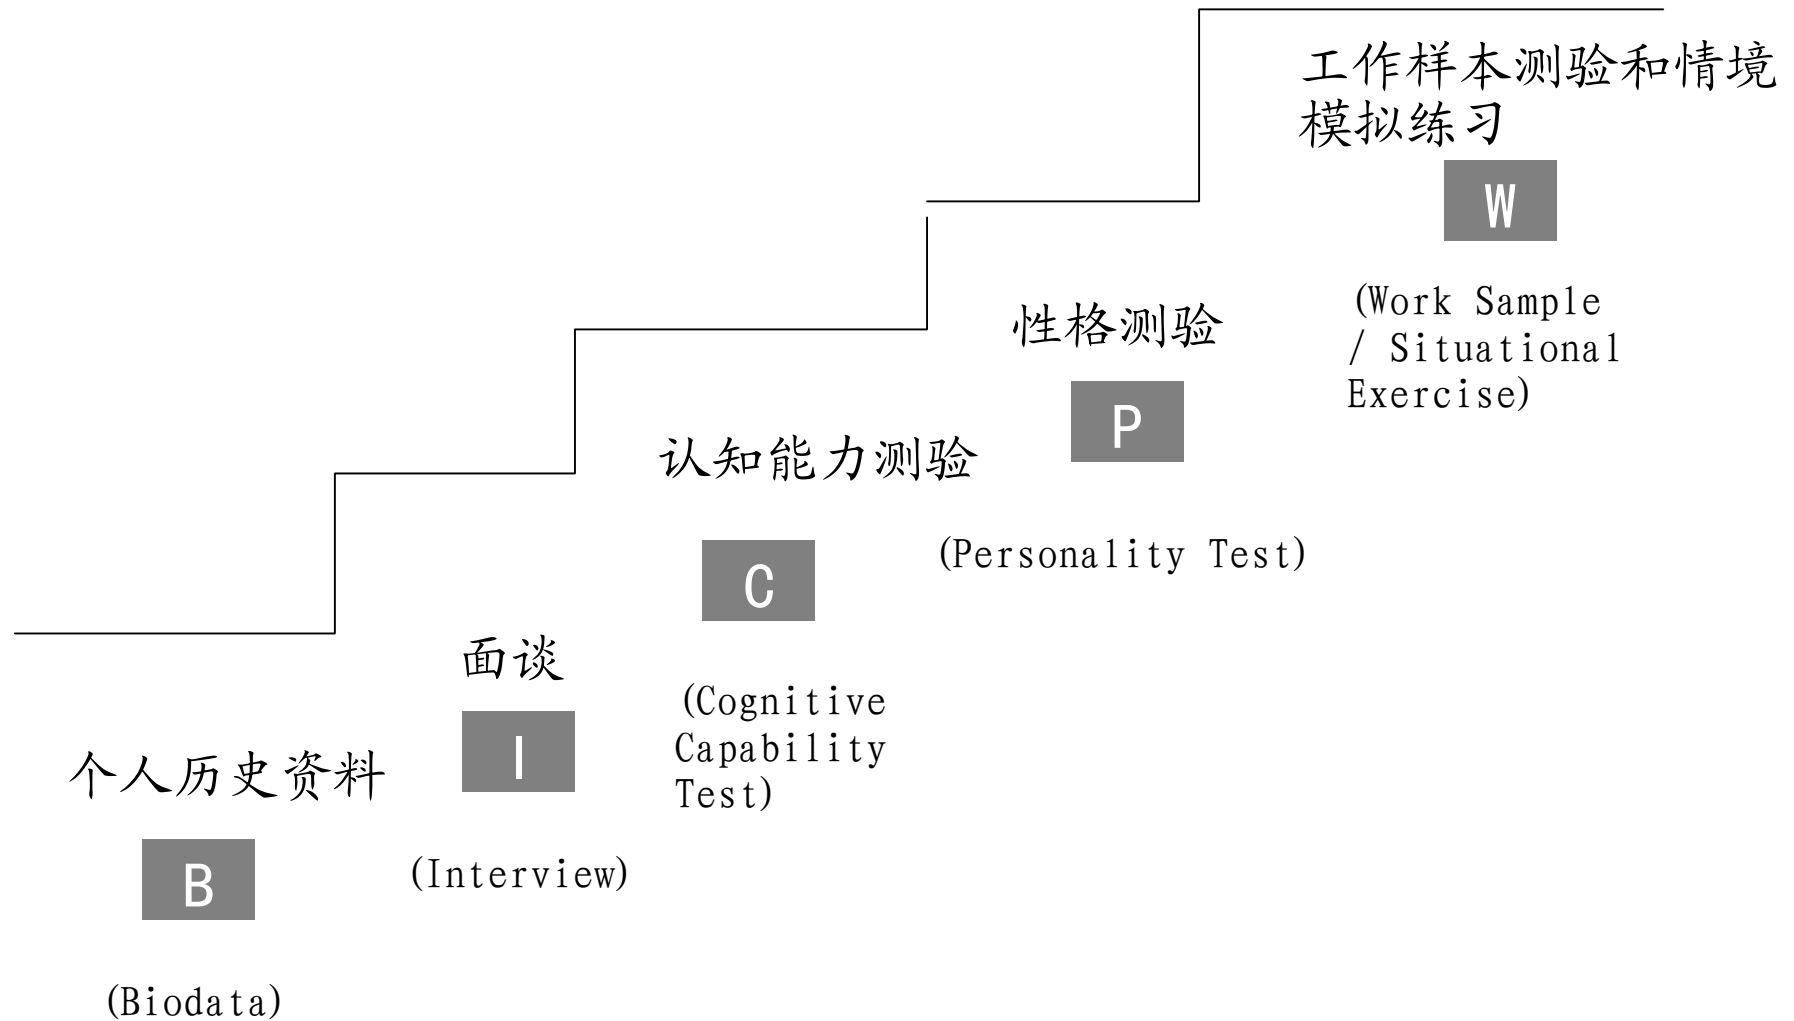 工作样本测验和情境
模拟练习
W
(Work Sample
/ Situational
Exercise)
性格测验
P
(Personality Test)
认知能力测验
C
(Cognitive
Capability
Test)
面谈
I
(Interview)
个人历史资料
B
(Biodata)